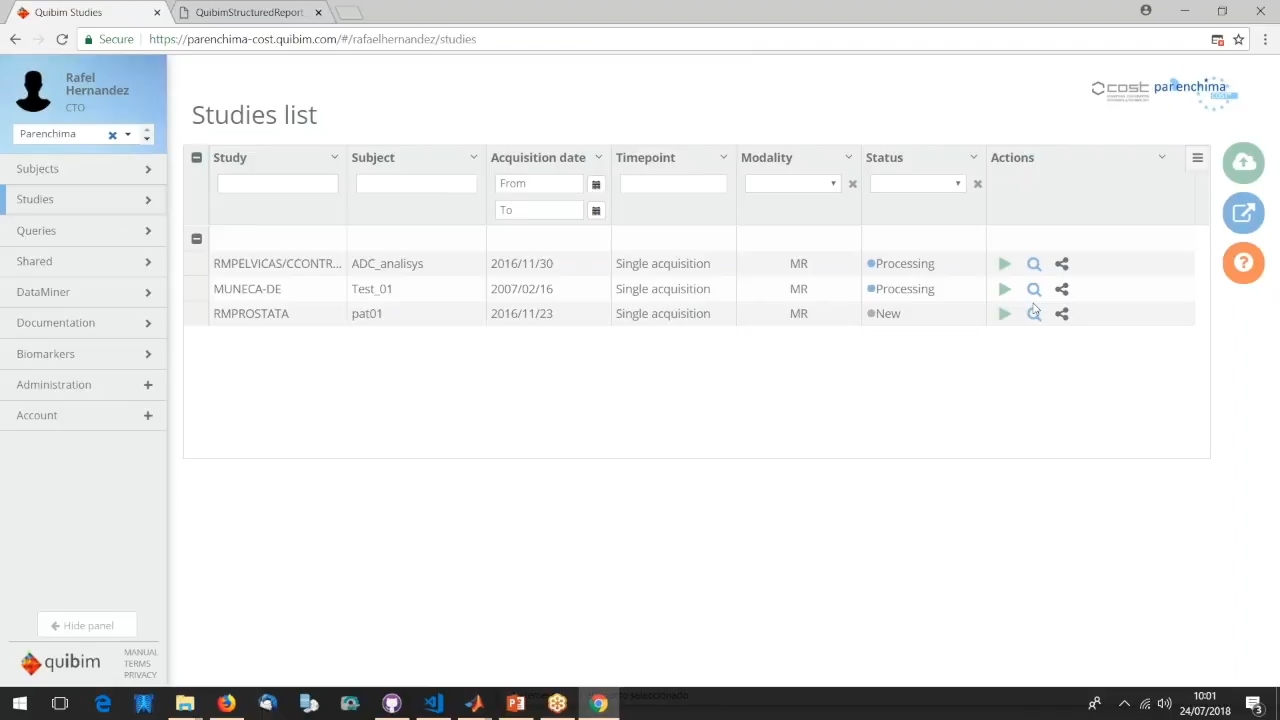 Quibim Studies
QuibimStructuredReport
Secure https://parenchima-cost.quibim.com/#/rafaelhernandez/studies
Rafel
Hernandez
CTO
Parenchima
Subjects
Studies
Queries
Shared
DataMiner
Documentation
Biomarkers
Administration
Account
Hide panel
quibim
MANUAL
TERMS
PRIVACY
cost parenchima
COST
Studies list
Study Subject Acquisition date Timepoint Modality Status Actions
From
To
RMPELVICAS/CCONTR... ADC_analisys 2016/11/30 Single acquisition MR Processing
MUNECA-DE Test_01 2007/02/16 Single acquisition MR Processing
RMPROSTATA pat01 2016/11/23 Single acquisition MR New
10:01
24/07/2018
3